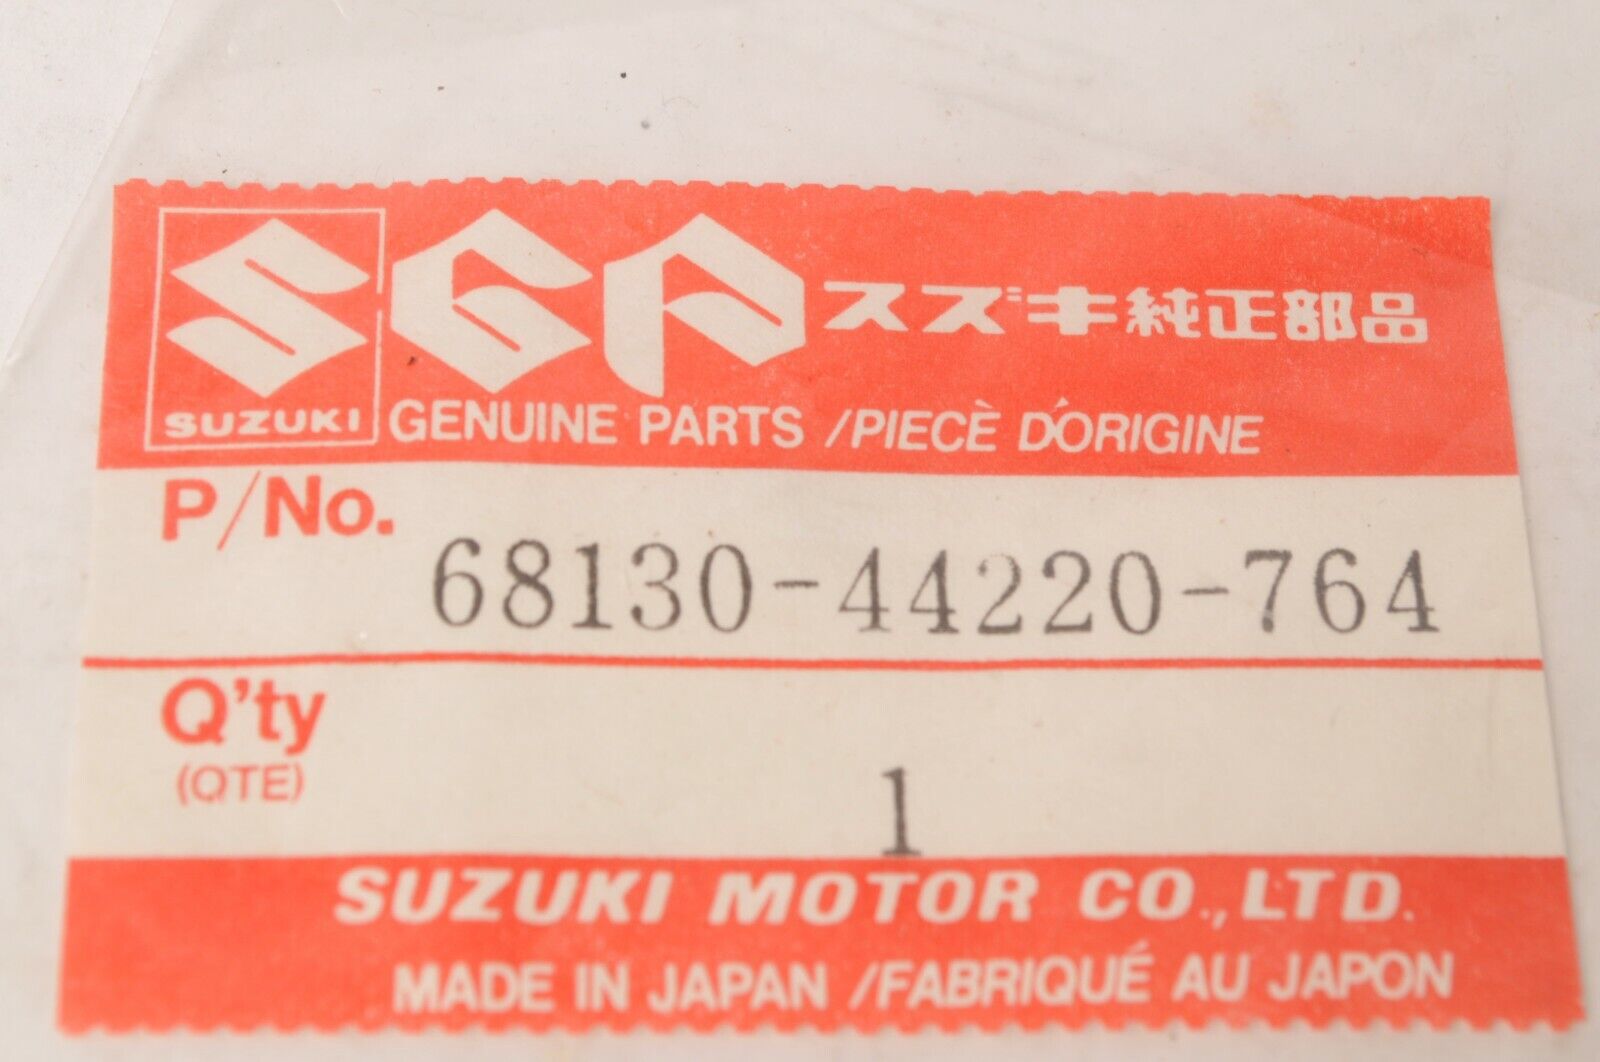 SUZUKI
SGP スズキ純正部品
GENUINE PARTS /PIECÈ D'ORIGINE
P/No.
68130-44220-764
Q'ty
(QTE)
1
SUZUKI MOTOR CO.,LTD.
MADE IN JAPAN /FABRIQUÉ AU JAPON